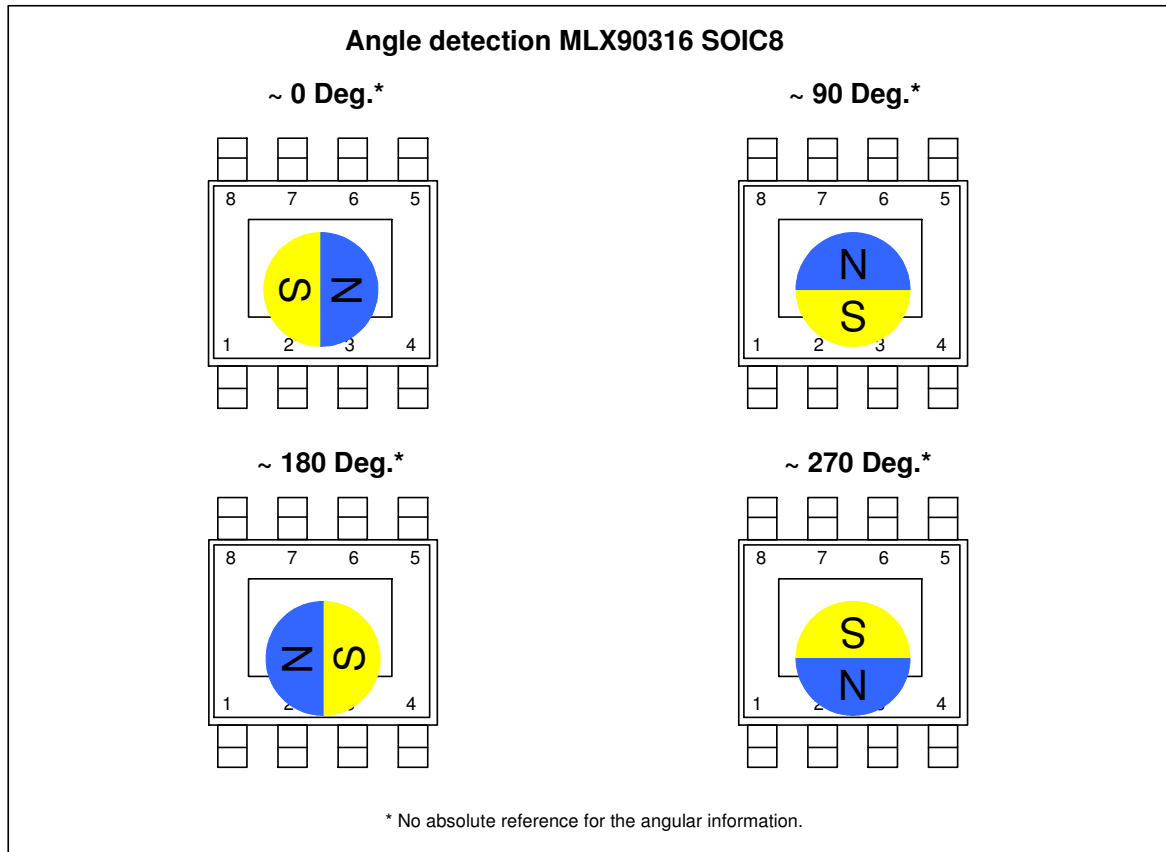 Angle detection MLX90316 SOIC8
~ 0 Deg.* ~ 90 Deg.*
8 7 6 5 8 7 6 5
S N N
S
1 2 3 4 1 2 3 4
~ 180 Deg.* ~ 270 Deg.*
8 7 6 5 8 7 6 5
N S S
N
1 2 4 1 2 4
* No absolute reference for the angular information.